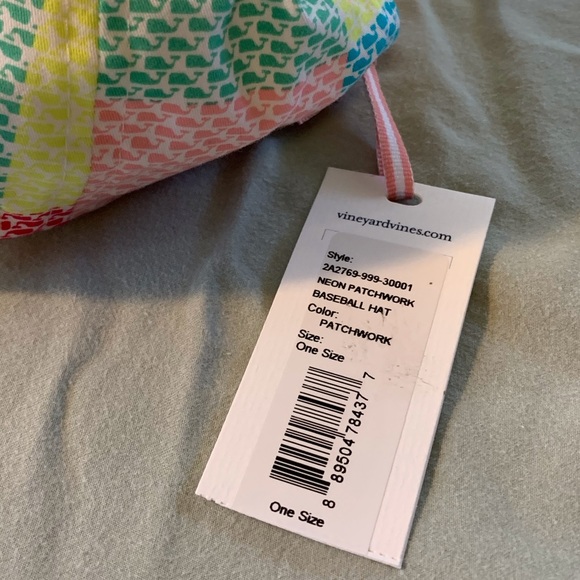 vineyardvines.com
Style:
2A2769-999-30001
NEON PATCHWORK
BASEBALL HAT
Color:
PATCHWORK
Size:
One Size
8 89504 78437 7
One Size